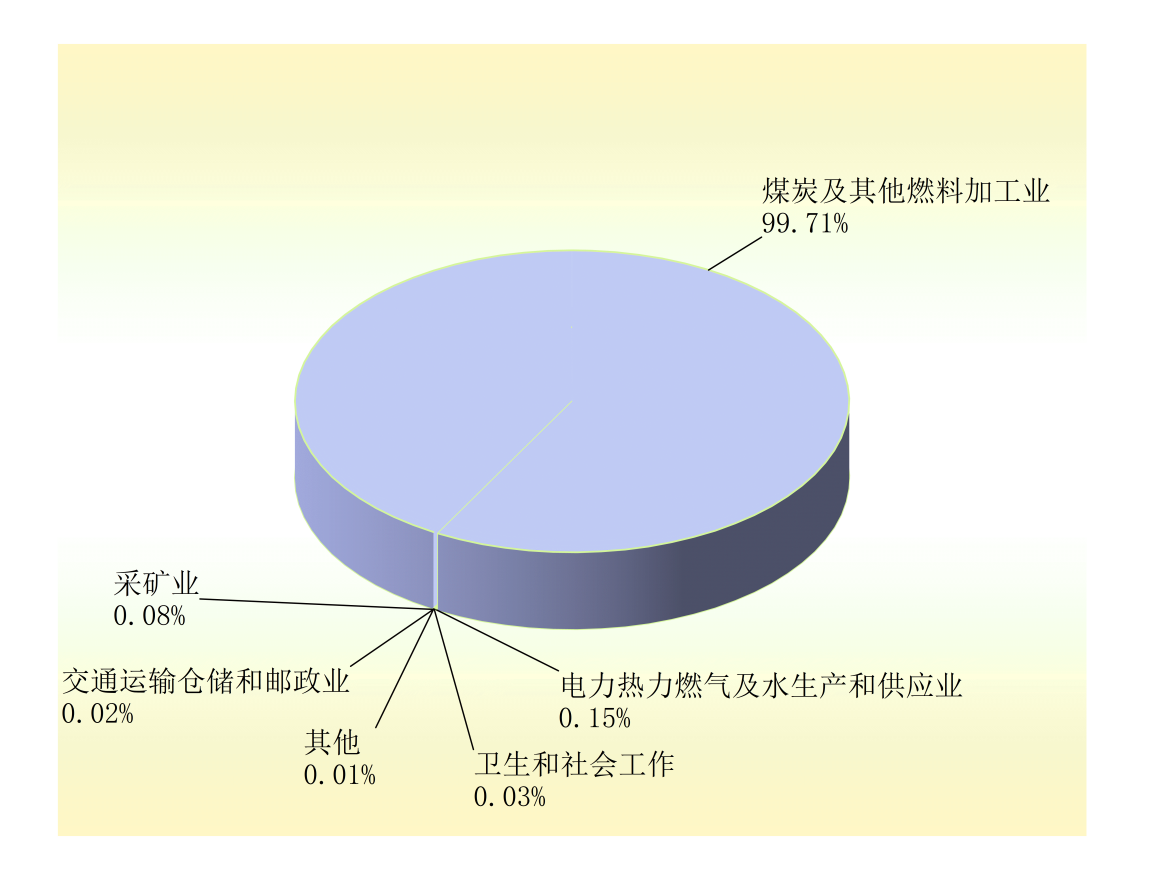 煤炭及其他燃料加工业
99.71%
采矿业
0.08%
交通运输仓储和邮政业
0.02%
其他
0.01%
电力热力燃气及水生产和供应业
0.15%
卫生和社会工作
0.03%